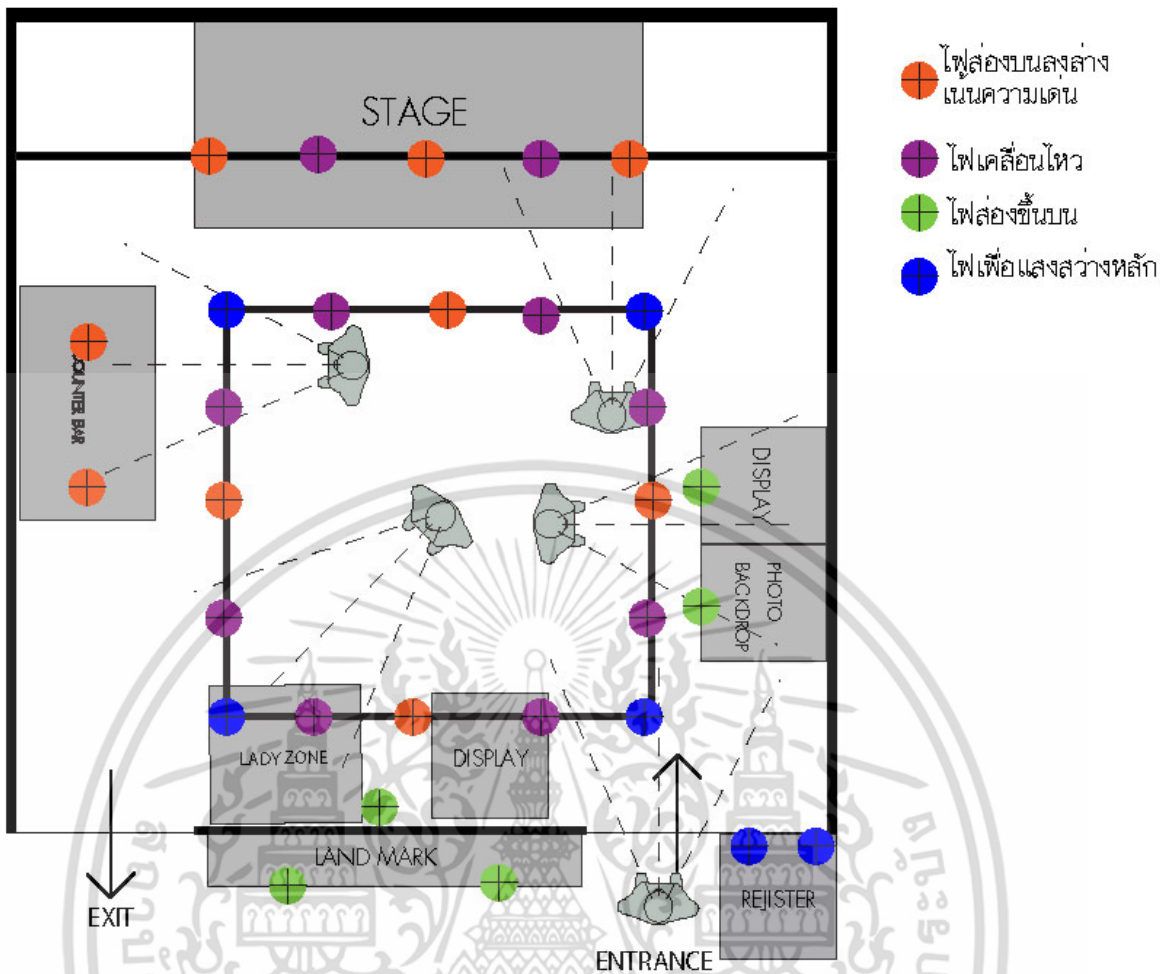 STAGE
ไฟส่องบนลงล่าง
เน้นความเด่น
ไฟเคลื่อนไหว
ไฟส่องขึ้นบน
ไฟเพื่อแสงสว่างหลัก
COUNTER BAR
DISPLAY
PHOTO
BACKDROP
LADY ZONE
DISPLAY
LAND MARK
REJISTER
EXIT
ENTRANCE